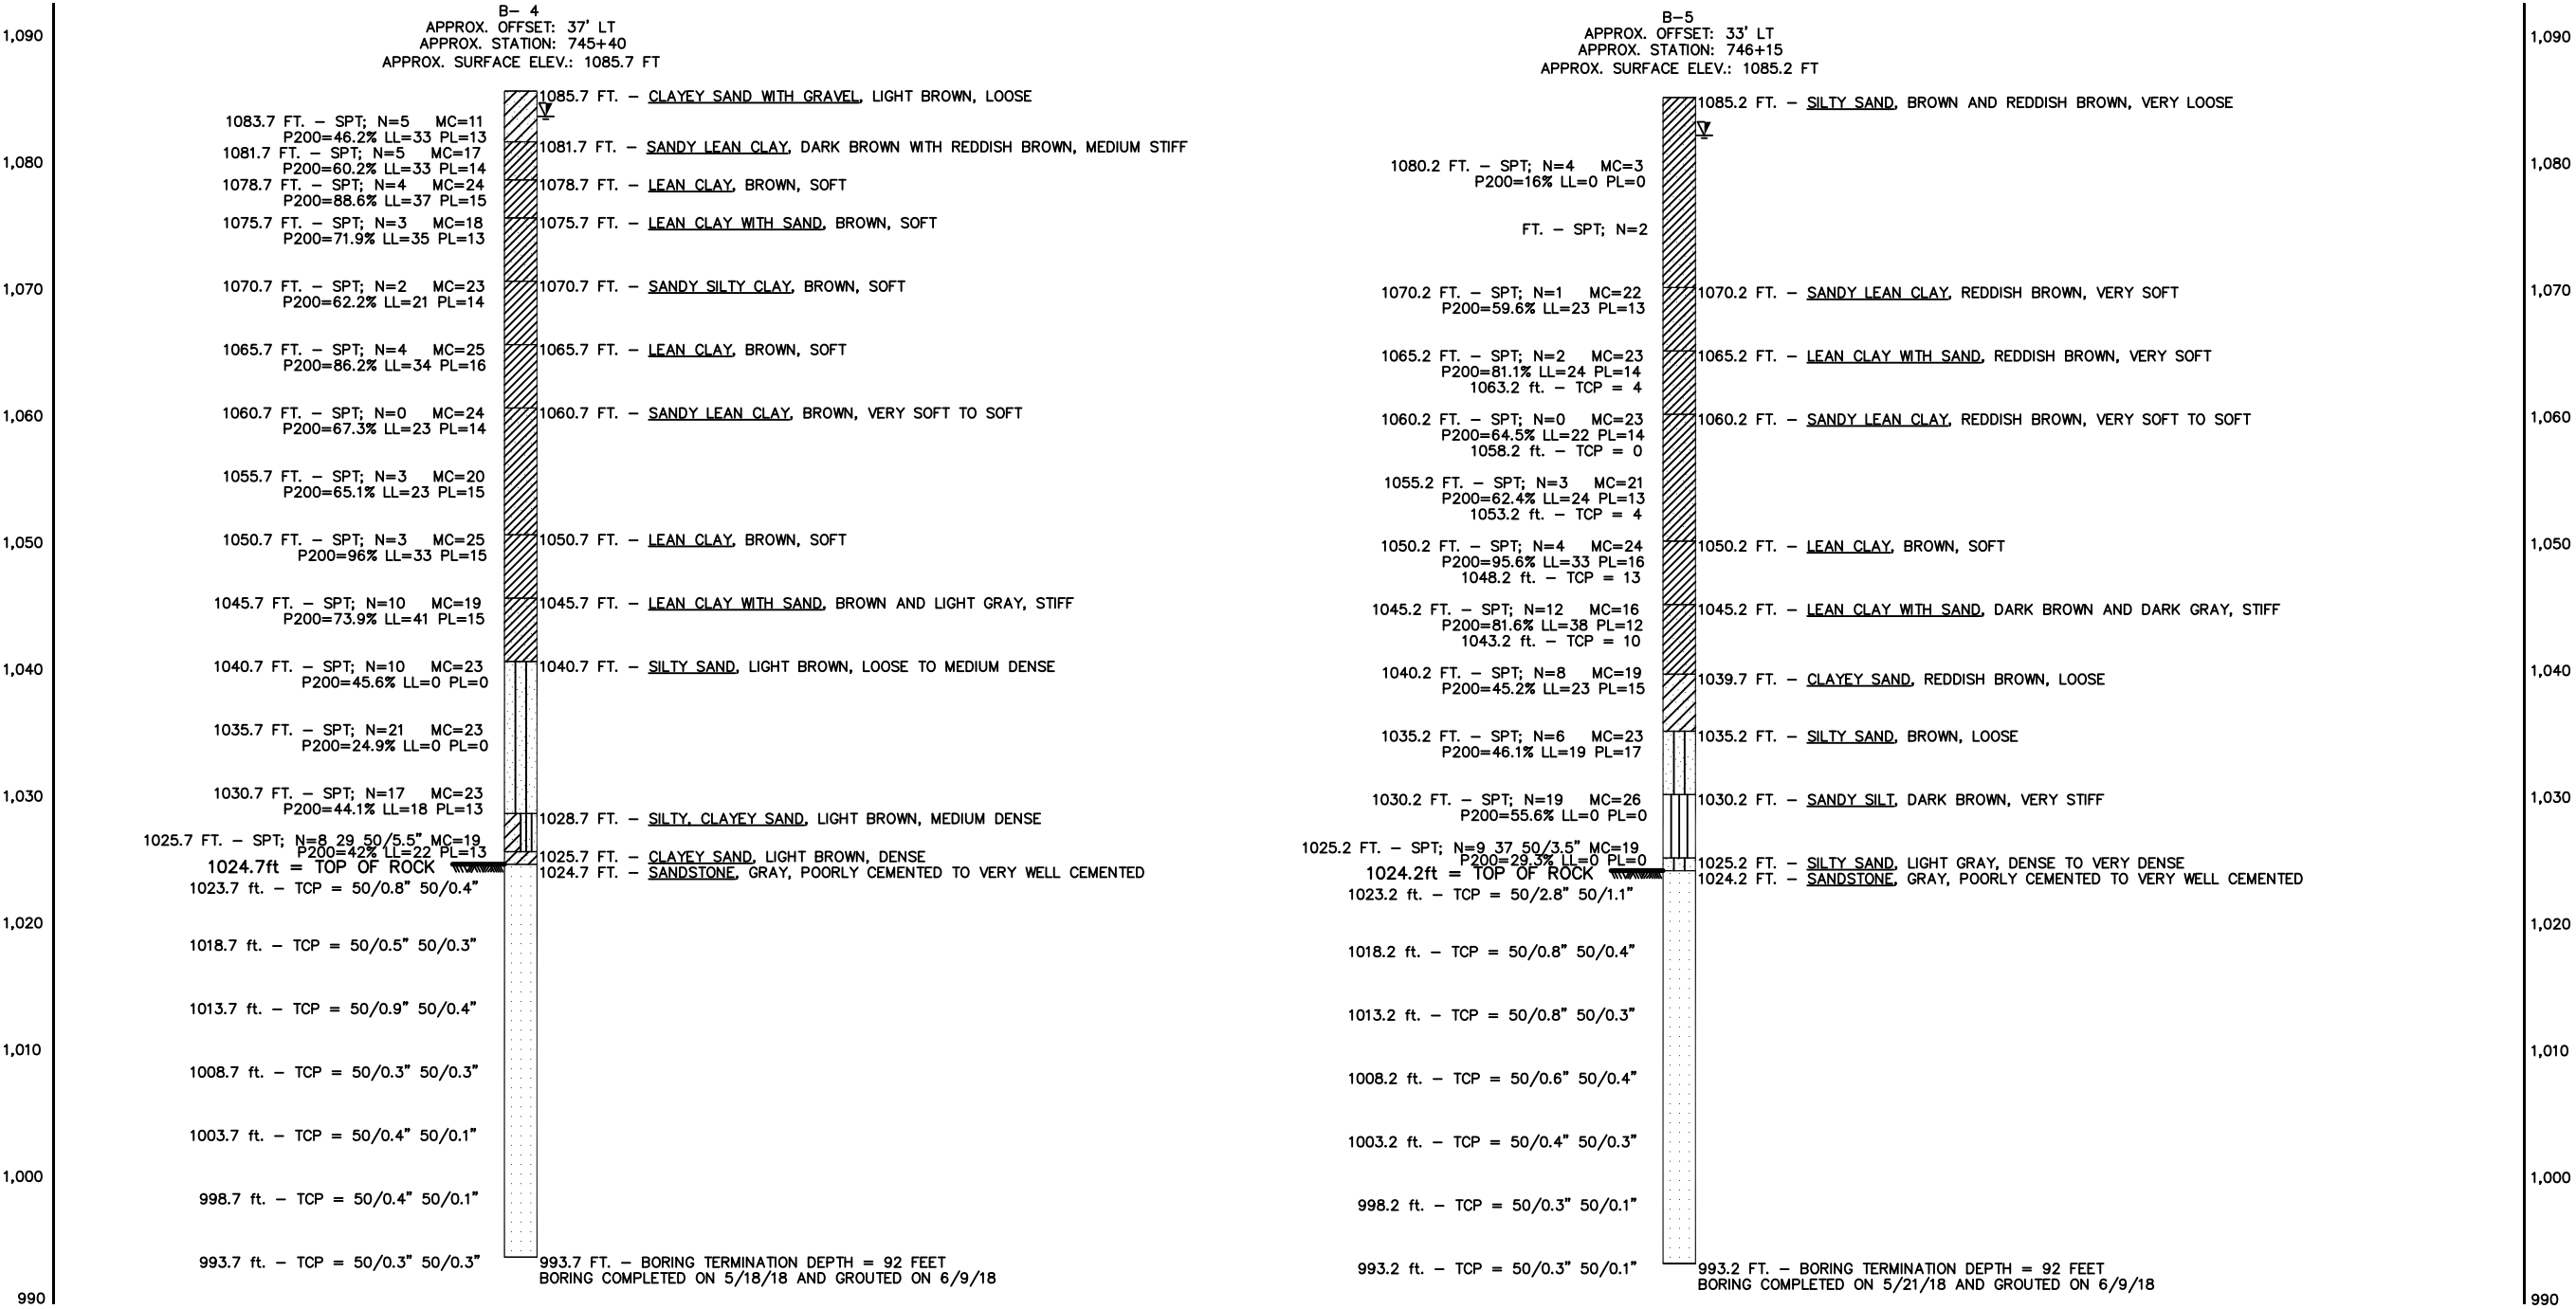 B- 4
APPROX. OFFSET: 37' LT
APPROX. STATION: 745+40
APPROX. SURFACE ELEV.: 1085.7 FT
1,090
1,080
1,070
1,060
1,050
1,040
1,030
1,020
1,010
1,000
990
1083.7 FT. – SPT; N=5 MC=11
P200=46.2% LL=33 PL=13
1081.7 FT. – SPT; N=5 MC=17
P200=60.2% LL=33 PL=14
1078.7 FT. – SPT; N=4 MC=24
P200=88.6% LL=37 PL=15
1075.7 FT. – SPT; N=3 MC=18
P200=71.9% LL=35 PL=13
1070.7 FT. – SPT; N=2 MC=23
P200=62.2% LL=21 PL=14
1065.7 FT. – SPT; N=4 MC=25
P200=86.2% LL=34 PL=16
1060.7 FT. – SPT; N=0 MC=24
P200=67.3% LL=23 PL=14
1055.7 FT. – SPT; N=3 MC=20
P200=65.1% LL=23 PL=15
1050.7 FT. – SPT; N=3 MC=25
P200=96% LL=33 PL=15
1045.7 FT. – SPT; N=10 MC=19
P200=73.9% LL=41 PL=15
1040.7 FT. – SPT; N=10 MC=23
P200=45.6% LL=0 PL=0
1035.7 FT. – SPT; N=21 MC=23
P200=24.9% LL=0 PL=0
1030.7 FT. – SPT; N=17 MC=23
P200=44.1% LL=18 PL=13
1025.7 FT. – SPT; N=8 29 50/5.5" MC=19
P200=42% LL=22 PL=13
1024.7ft = TOP OF ROCK
1023.7 ft. – TCP = 50/0.8" 50/0.4"
1018.7 ft. – TCP = 50/0.5" 50/0.3"
1013.7 ft. – TCP = 50/0.9" 50/0.4"
1008.7 ft. – TCP = 50/0.3" 50/0.3"
1003.7 ft. – TCP = 50/0.4" 50/0.1"
998.7 ft. – TCP = 50/0.4" 50/0.1"
993.7 ft. – TCP = 50/0.3" 50/0.3"
1085.7 FT. – CLAYEY SAND WITH GRAVEL, LIGHT BROWN, LOOSE
1081.7 FT. – SANDY LEAN CLAY, DARK BROWN WITH REDDISH BROWN, MEDIUM STIFF
1078.7 FT. – LEAN CLAY, BROWN, SOFT
1075.7 FT. – LEAN CLAY WITH SAND, BROWN, SOFT
1070.7 FT. – SANDY SILTY CLAY, BROWN, SOFT
1065.7 FT. – LEAN CLAY, BROWN, SOFT
1060.7 FT. – SANDY LEAN CLAY, BROWN, VERY SOFT TO SOFT
1050.7 FT. – LEAN CLAY, BROWN, SOFT
1045.7 FT. – LEAN CLAY WITH SAND, BROWN AND LIGHT GRAY, STIFF
1040.7 FT. – SILTY SAND, LIGHT BROWN, LOOSE TO MEDIUM DENSE
1028.7 FT. – SILTY, CLAYEY SAND, LIGHT BROWN, MEDIUM DENSE
1025.7 FT. – CLAYEY SAND, LIGHT BROWN, DENSE
1024.7 FT. – SANDSTONE, GRAY, POORLY CEMENTED TO VERY WELL CEMENTED
993.7 FT. – BORING TERMINATION DEPTH = 92 FEET
BORING COMPLETED ON 5/18/18 AND GROUTED ON 6/9/18
B-5
APPROX. OFFSET: 33' LT
APPROX. STATION: 746+15
APPROX. SURFACE ELEV.: 1085.2 FT
1080.2 FT. – SPT; N=4 MC=3
P200=16% LL=0 PL=0
FT. – SPT; N=2
1070.2 FT. – SPT; N=1 MC=22
P200=59.6% LL=23 PL=13
1065.2 FT. – SPT; N=2 MC=23
P200=81.1% LL=24 PL=14
1063.2 ft. – TCP = 4
1060.2 FT. – SPT; N=0 MC=23
P200=64.5% LL=22 PL=14
1058.2 ft. – TCP = 0
1055.2 FT. – SPT; N=3 MC=21
P200=62.4% LL=24 PL=13
1053.2 ft. – TCP = 4
1050.2 FT. – SPT; N=4 MC=24
P200=95.6% LL=33 PL=16
1048.2 ft. – TCP = 13
1045.2 FT. – SPT; N=12 MC=16
P200=81.6% LL=38 PL=12
1043.2 ft. – TCP = 10
1040.2 FT. – SPT; N=8 MC=19
P200=45.2% LL=23 PL=15
1035.2 FT. – SPT; N=6 MC=23
P200=46.1% LL=19 PL=17
1030.2 FT. – SPT; N=19 MC=26
P200=55.6% LL=0 PL=0
1025.2 FT. – SPT; N=9 37 50/3.5" MC=19
P200=29.3% LL=0 PL=0
1024.2ft = TOP OF ROCK
1023.2 ft. – TCP = 50/2.8" 50/1.1"
1018.2 ft. – TCP = 50/0.8" 50/0.4"
1013.2 ft. – TCP = 50/0.8" 50/0.3"
1008.2 ft. – TCP = 50/0.6" 50/0.4"
1003.2 ft. – TCP = 50/0.4" 50/0.3"
998.2 ft. – TCP = 50/0.3" 50/0.1"
993.2 ft. – TCP = 50/0.3" 50/0.1"
1085.2 FT. – SILTY SAND, BROWN AND REDDISH BROWN, VERY LOOSE
1070.2 FT. – SANDY LEAN CLAY, REDDISH BROWN, VERY SOFT
1065.2 FT. – LEAN CLAY WITH SAND, REDDISH BROWN, VERY SOFT
1060.2 FT. – SANDY LEAN CLAY, REDDISH BROWN, VERY SOFT TO SOFT
1050.2 FT. – LEAN CLAY, BROWN, SOFT
1045.2 FT. – LEAN CLAY WITH SAND, DARK BROWN AND DARK GRAY, STIFF
1039.7 FT. – CLAYEY SAND, REDDISH BROWN, LOOSE
1035.2 FT. – SILTY SAND, BROWN, LOOSE
1030.2 FT. – SANDY SILT, DARK BROWN, VERY STIFF
1025.2 FT. – SILTY SAND, LIGHT GRAY, DENSE TO VERY DENSE
1024.2 FT. – SANDSTONE, GRAY, POORLY CEMENTED TO VERY WELL CEMENTED
993.2 FT. – BORING TERMINATION DEPTH = 92 FEET
BORING COMPLETED ON 5/21/18 AND GROUTED ON 6/9/18
1,090
1,080
1,070
1,060
1,050
1,040
1,030
1,020
1,010
1,000
990